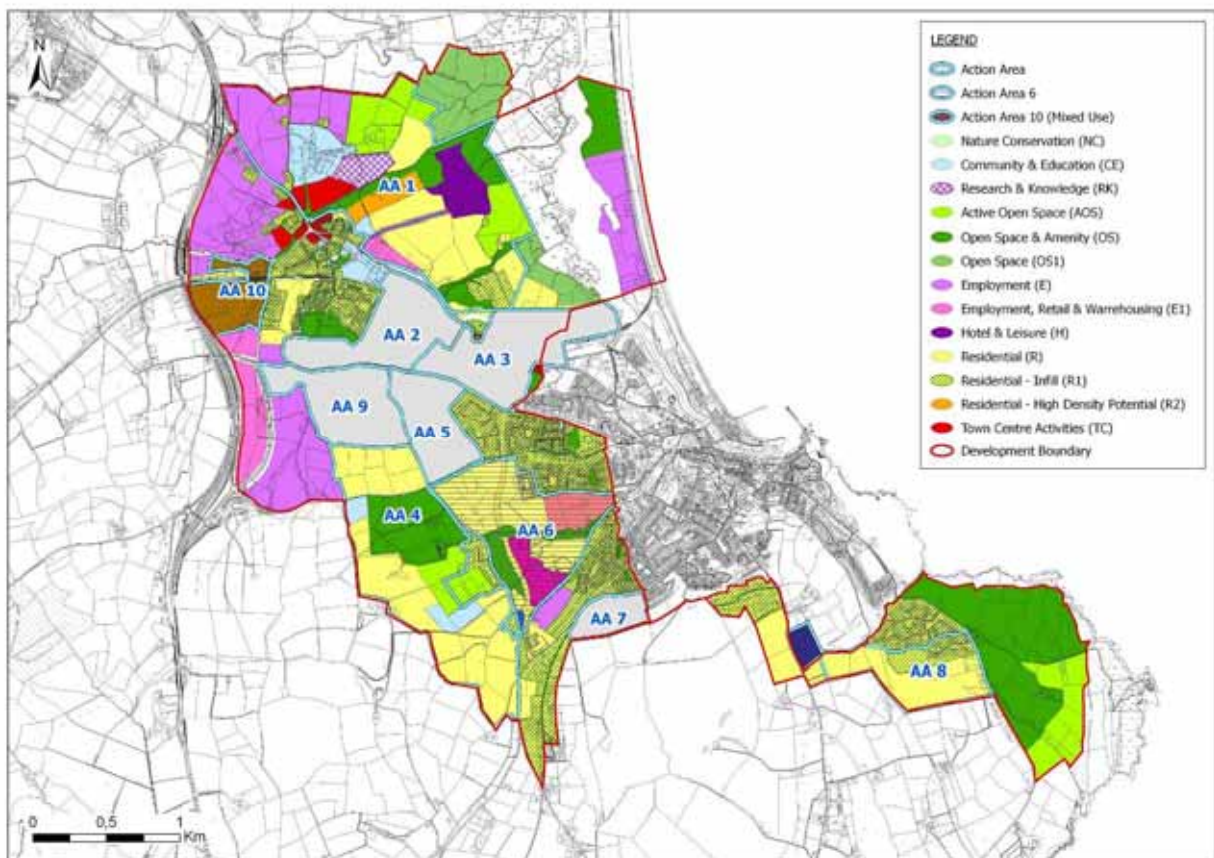 N
LEGEND
Action Area
Action Area 6
Action Area 10 (Mixed Use)
Nature Conservation (NC)
Community & Education (CE)
Research & Knowledge (RK)
Active Open Space (AOS)
Open Space & Amenity (OS)
Open Space (OS1)
Employment (E)
Employment, Retail & Warrehousing (E1)
Hotel & Leisure (H)
Residential (R)
Residential - Infill (R1)
Residential - High Density Potential (R2)
Town Centre Activities (TC)
Development Boundary
AA 1
AA 10
AA 2
AA 3
AA 9
AA 5
AA 4
AA 6
AA 7
AA 8
0 0,5 1
Km